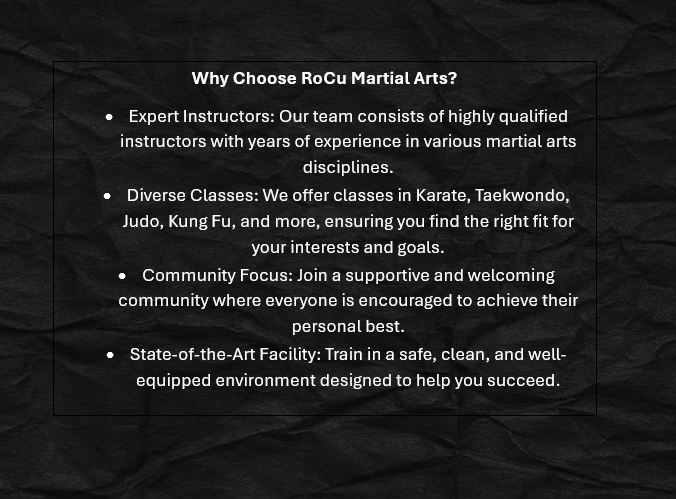 Why Choose RoCu Martial Arts?
• Expert Instructors: Our team consists of highly qualified
instructors with years of experience in various martial arts
disciplines.
• Diverse Classes: We offer classes in Karate, Taekwondo,
Judo, Kung Fu, and more, ensuring you find the right fit for
your interests and goals.
• Community Focus: Join a supportive and welcoming
community where everyone is encouraged to achieve their
personal best.
• State-of-the-Art Facility: Train in a safe, clean, and well-
equipped environment designed to help you succeed.